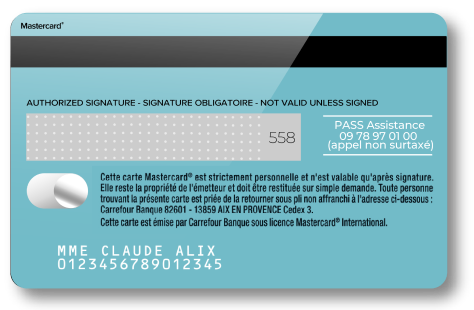 Mastercard®
AUTHORIZED SIGNATURE - SIGNATURE OBLIGATOIRE - NOT VALID UNLESS SIGNED
558
PASS Assistance
09 78 97 01 00
(appel non surtaxé)
Cette carte Mastercard® est strictement personnelle et n'est valable qu'après signature.
Elle reste la propriété de l'émetteur et doit être restituée sur simple demande. Toute personne
trouvant la présente carte est priée de la retourner sous pli non affranchi à l'adresse ci-dessous :
Carrefour Banque 82601 - 13859 AIX EN PROVENCE Cedex 3.
Cette carte est émise par Carrefour Banque sous licence Mastercard® International.
MME CLAUDE ALIX
0123456789012345